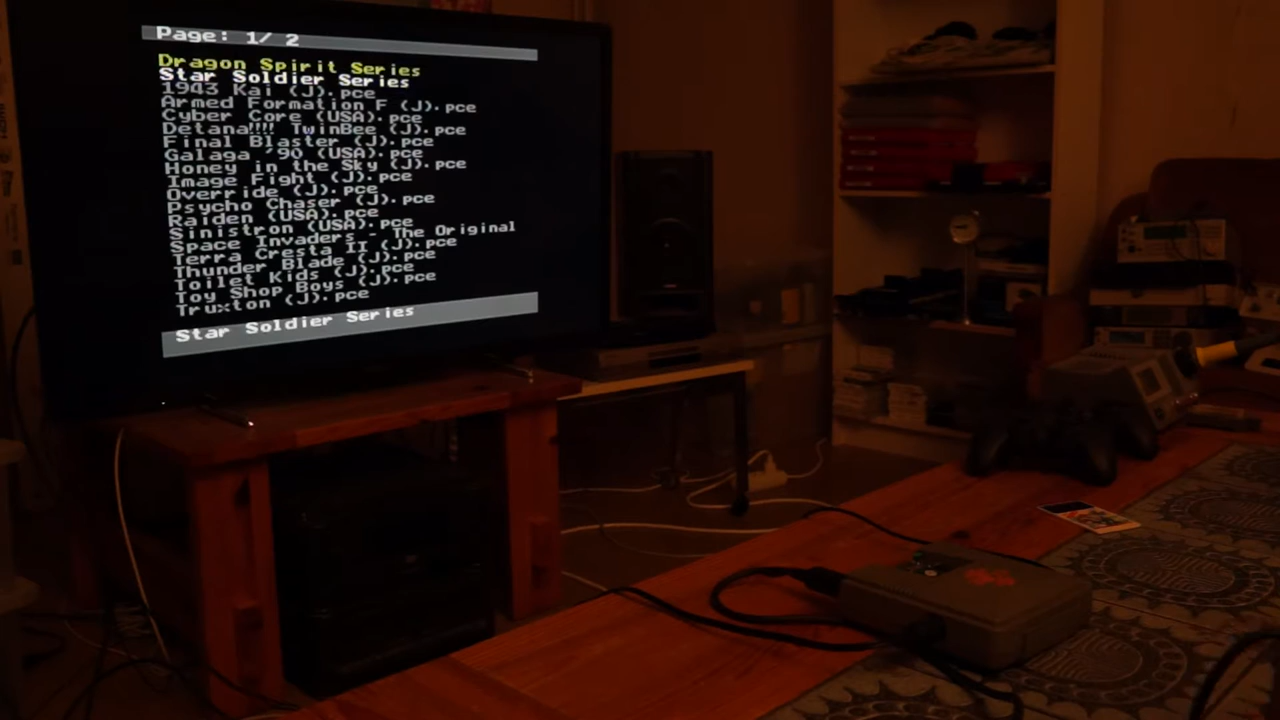 Page: 1/ 2
Dragon Spirit Series
Star Soldier Series
1943 Kai (J).pce
Armed Formation F (J).pce
Cyber Core (USA).pce
Detana!!!! TwinBee (J).pce
Final Blaster (J).pce
Galaga '90 (USA).pce
Honey in the Sky (J).pce
Image Fight (J).pce
Override (J).pce
Psycho Chaser (J).pce
Raiden (USA).pce
Sinistron (USA).pce
Space Invaders - The Original
Terra Cresta II (J).pce
Thunder Blade (J).pce
Toilet Kids (J).pce
Toy Shop Boys (J).pce
Truxton (J).pce
Star Soldier Series